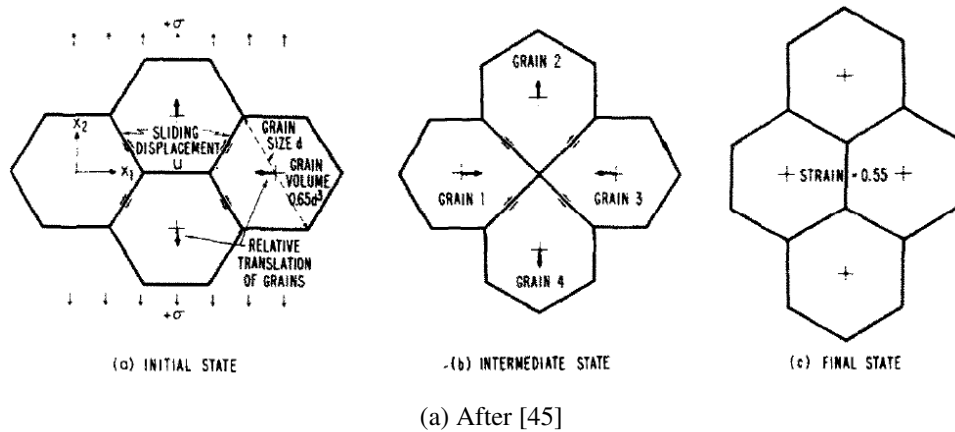 +σ
X2
X1
SLIDING
DISPLACEMENT
u
GRAIN
SIZE d
GRAIN
VOLUME
0.65d³
RELATIVE
TRANSLATION
OF GRAINS
+σ
(a) INITIAL STATE
GRAIN 2
GRAIN 1
GRAIN 3
GRAIN 4
(b) INTERMEDIATE STATE
STRAIN = 0.55
(c) FINAL STATE
(a) After [45]